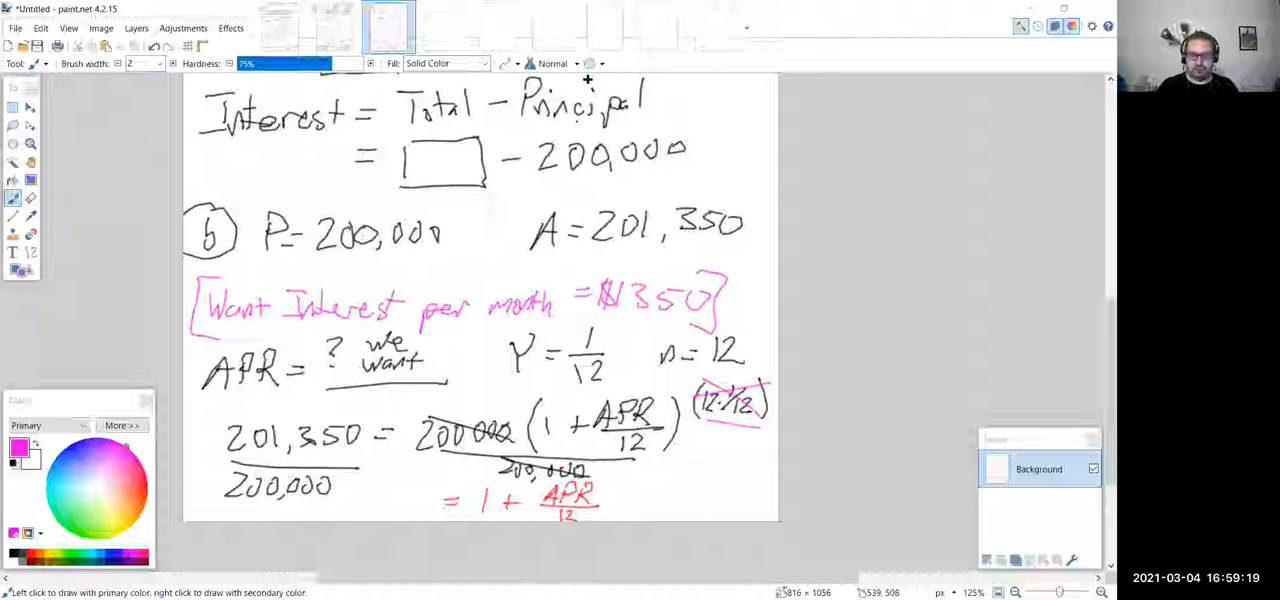 *Untitled - paint.net 4.2.15
File Edit View Image Layers Adjustments Effects
Tool: Brush width: 2 Hardness: 75% Fill: Solid Color Normal
Interest = Total - Principal
= - 200,000
b P= 200,000 A = 201,350
[Want Interest per month = $1350]
APR = ? we want Y = 1/12 n = 12
201,350 / 200,000 = 200 000 (1 + APR/12)^(12·1/12) / 200,000
= 1 + APR/12
Primary More >>
Background
2021-03-04 16:59:19
Left click to draw with primary color, right click to draw with secondary color. 816 × 1056 539, 508 px 125%